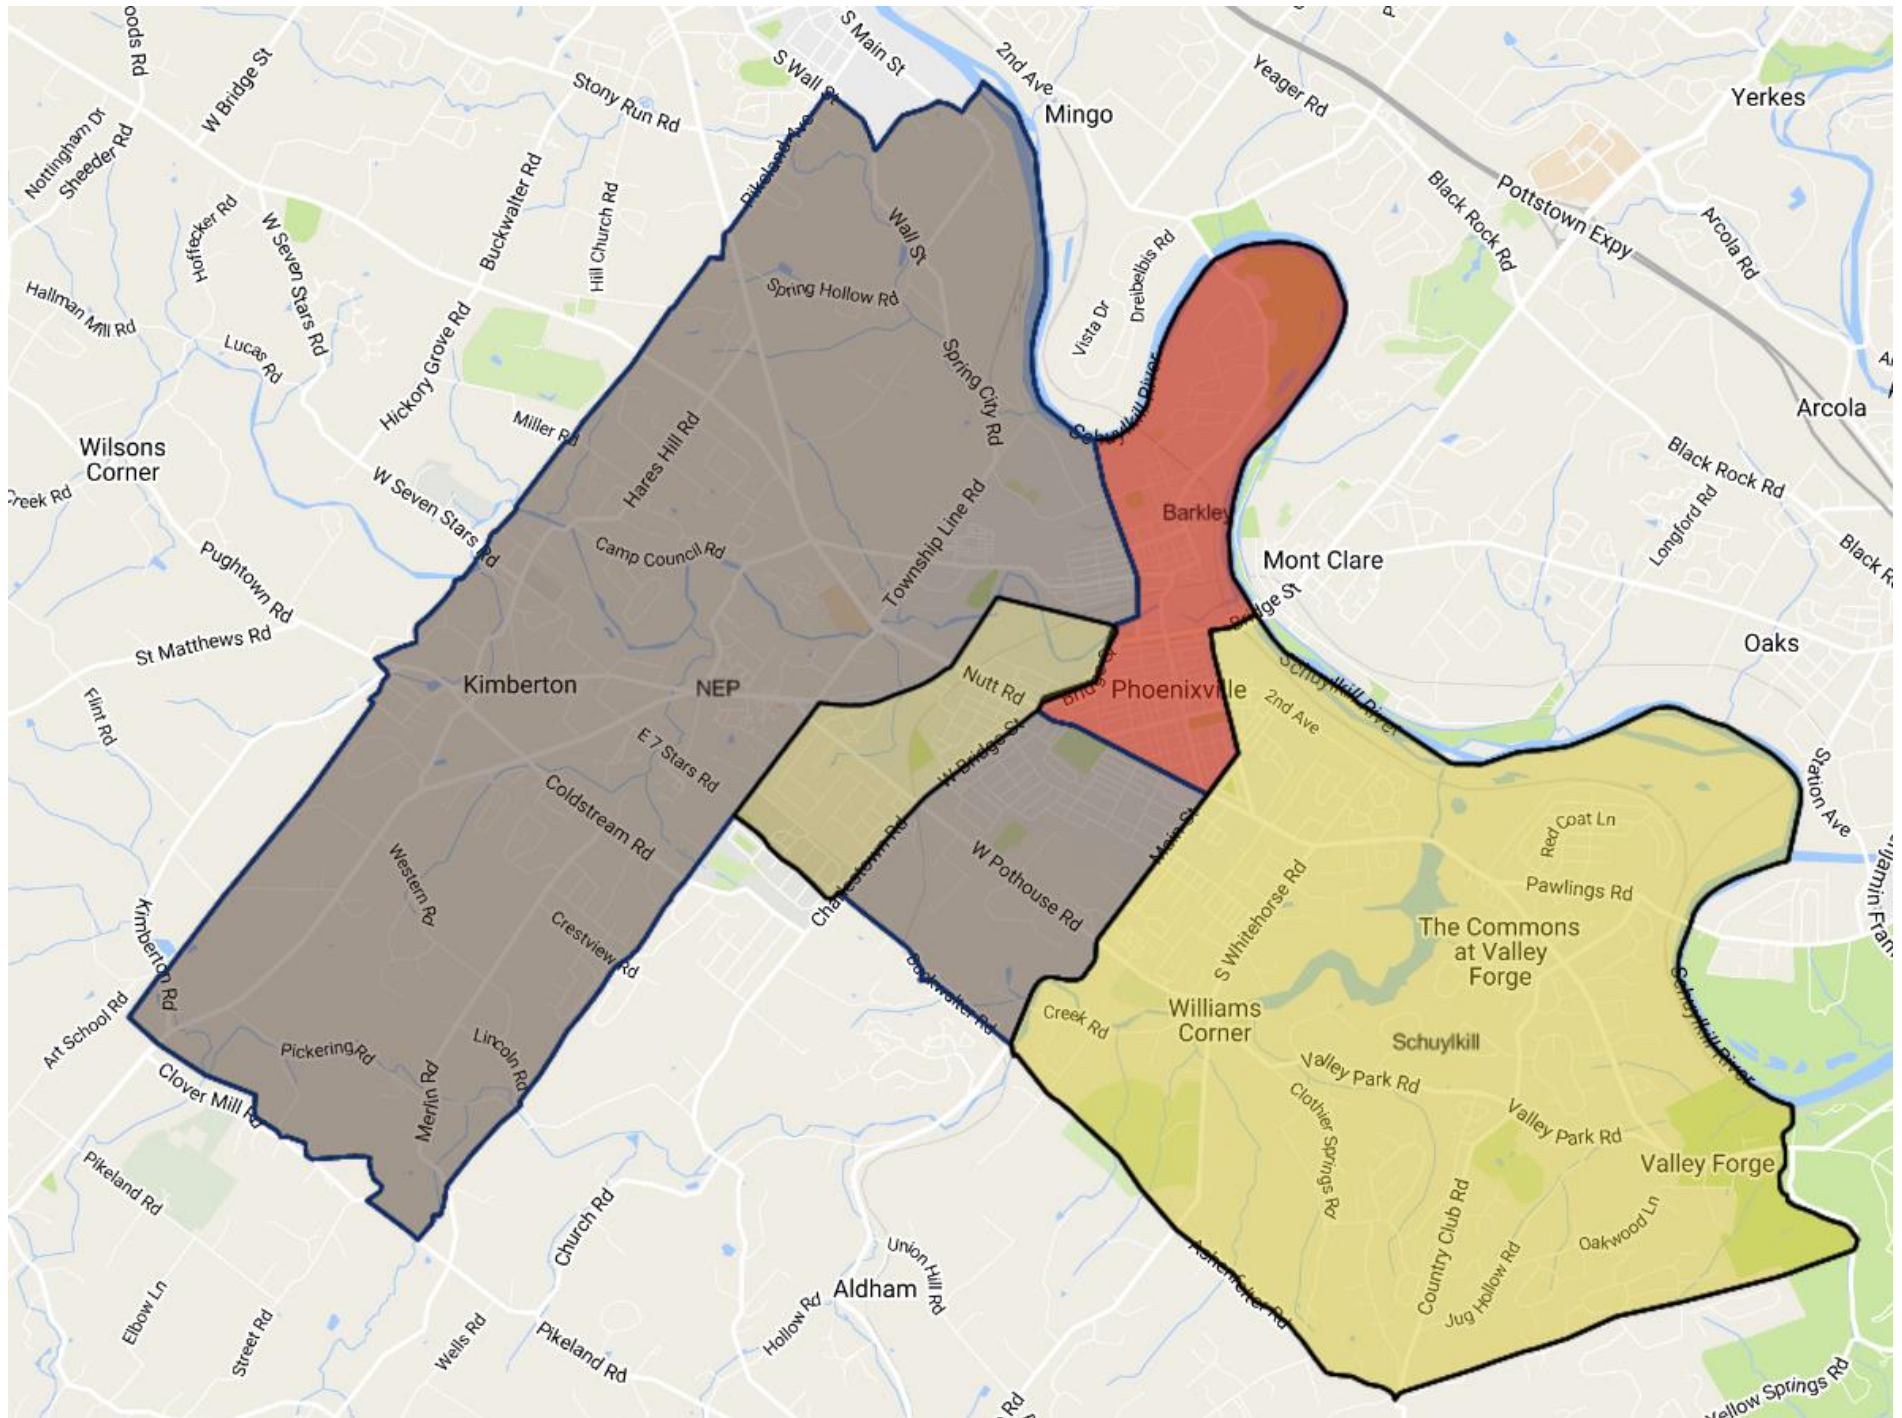 S Main St
2nd Ave
Yeager Rd
Yerkes
W Bridge St
S Wall St
Stony Run Rd
Mingo
Nottingham Dr
Sheeder Rd
Pikeland Ave
Buckwalter Rd
Hill Church Rd
Black Rock Rd
Pottstown Expy
Arcola Rd
Hoffecker Rd
W Seven Stars Rd
Wall St
Dreibelbis Rd
Hallman Mill Rd
Spring Hollow Rd
Vista Dr
Lucas Rd
Hickory Grove Rd
Spring City Rd
Schuylkill River
Arcola
Miller Rd
Hares Hill Rd
Wilsons
Corner
Black Rock Rd
Creek Rd
W Seven Stars Rd
Township Line Rd
Barkley
Longford Rd
Pughtown Rd
Camp Council Rd
Mont Clare
Black R
Bridge St
St Matthews Rd
Oaks
Kimberton
NEP
Nutt Rd
Bridge St
Phoenixville
Schuylkill River
2nd Ave
Flint Rd
E 7 Stars Rd
W Bridge St
Station Ave
Coldstream Rd
Main St
Red Coat Ln
Western Rd
Charlestown Rd
W Pothouse Rd
S Whitehorse Rd
Pawlings Rd
Kimberton Rd
Crestview Rd
The Commons
at Valley
Forge
Buckwalter Rd
Schuylkill River
Art School Rd
Creek Rd
Williams
Corner
Schuylkill
Pickering Rd
Lincoln Rd
Merlin Rd
Clover Mill Rd
Valley Park Rd
Clothier Springs Rd
Valley Park Rd
Valley Forge
Pikeland Rd
Church Rd
Union Hill Rd
Country Club Rd
Oakwood Ln
Jug Hollow Rd
Ashenfelter Rd
Aldham
Elbow Ln
Street Rd
Wells Rd
Hollow Rd
Pikeland Rd
Yellow Springs Rd
Rd